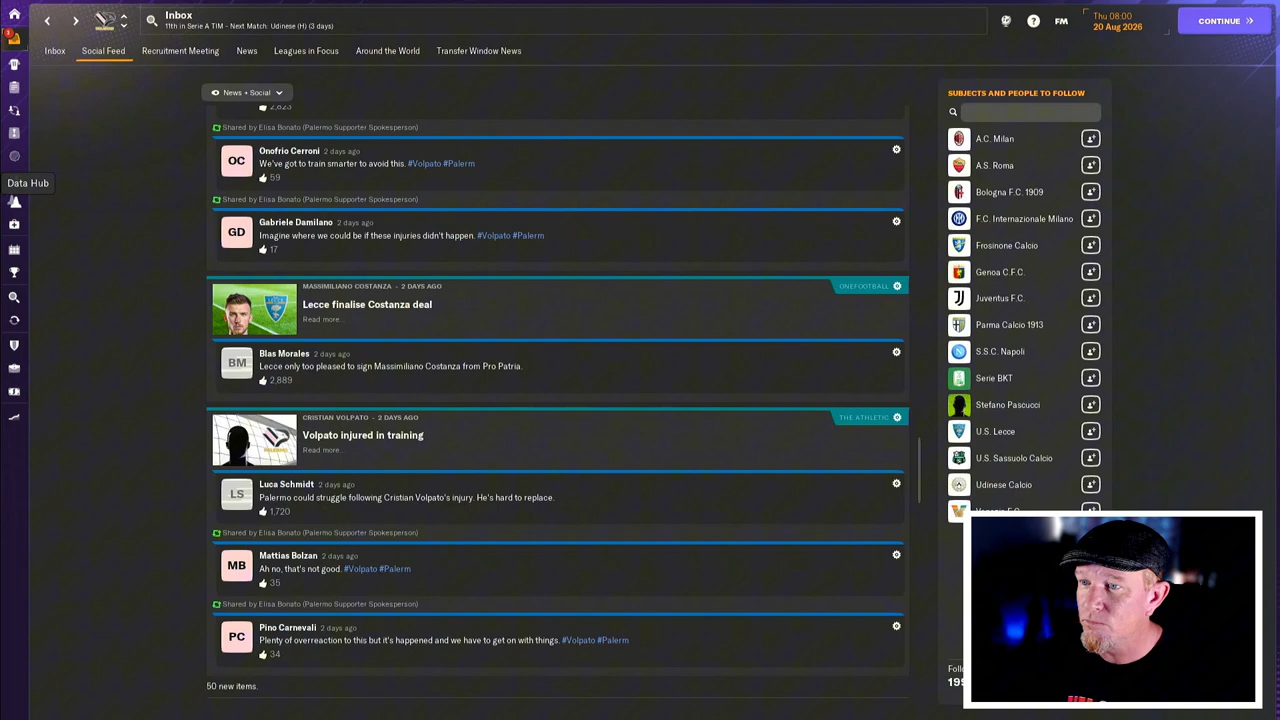 Inbox
11th in Serie A TIM - Next Match: Udinese (H) (3 days)
FM
Thu 08:00
20 Aug 2026
CONTINUE
Inbox
Social Feed
Recruitment Meeting
News
Leagues in Focus
Around the World
Transfer Window News
3
Data Hub
News + Social
2,823
Shared by Elisa Bonato (Palermo Supporter Spokesperson)
OC
Onofrio Cerroni 2 days ago
We've got to train smarter to avoid this. #Volpato #Palerm
59
Shared by Elisa Bonato (Palermo Supporter Spokesperson)
GD
Gabriele Damilano 2 days ago
Imagine where we could be if these injuries didn't happen. #Volpato #Palerm
17
MASSIMILIANO COSTANZA - 2 DAYS AGO
ONEFOOTBALL
Lecce finalise Costanza deal
Read more...
BM
Blas Morales 2 days ago
Lecce only too pleased to sign Massimiliano Costanza from Pro Patria.
2,889
CRISTIAN VOLPATO - 2 DAYS AGO
THE ATHLETIC
Volpato injured in training
Read more...
LS
Luca Schmidt 2 days ago
Palermo could struggle following Cristian Volpato's injury. He's hard to replace.
1,720
Shared by Elisa Bonato (Palermo Supporter Spokesperson)
MB
Mattias Bolzan 2 days ago
Ah no, that's not good. #Volpato #Palerm
35
Shared by Elisa Bonato (Palermo Supporter Spokesperson)
PC
Pino Carnevali 2 days ago
Plenty of overreaction to this but it's happened and we have to get on with things. #Volpato #Palerm
34
50 new items.
SUBJECTS AND PEOPLE TO FOLLOW
A.C. Milan
A.S. Roma
Bologna F.C. 1909
F.C. Internazionale Milano
Frosinone Calcio
Genoa C.F.C.
Juventus F.C.
Parma Calcio 1913
S.S.C. Napoli
Serie BKT
Stefano Pascucci
U.S. Lecce
U.S. Sassuolo Calcio
Udinese Calcio